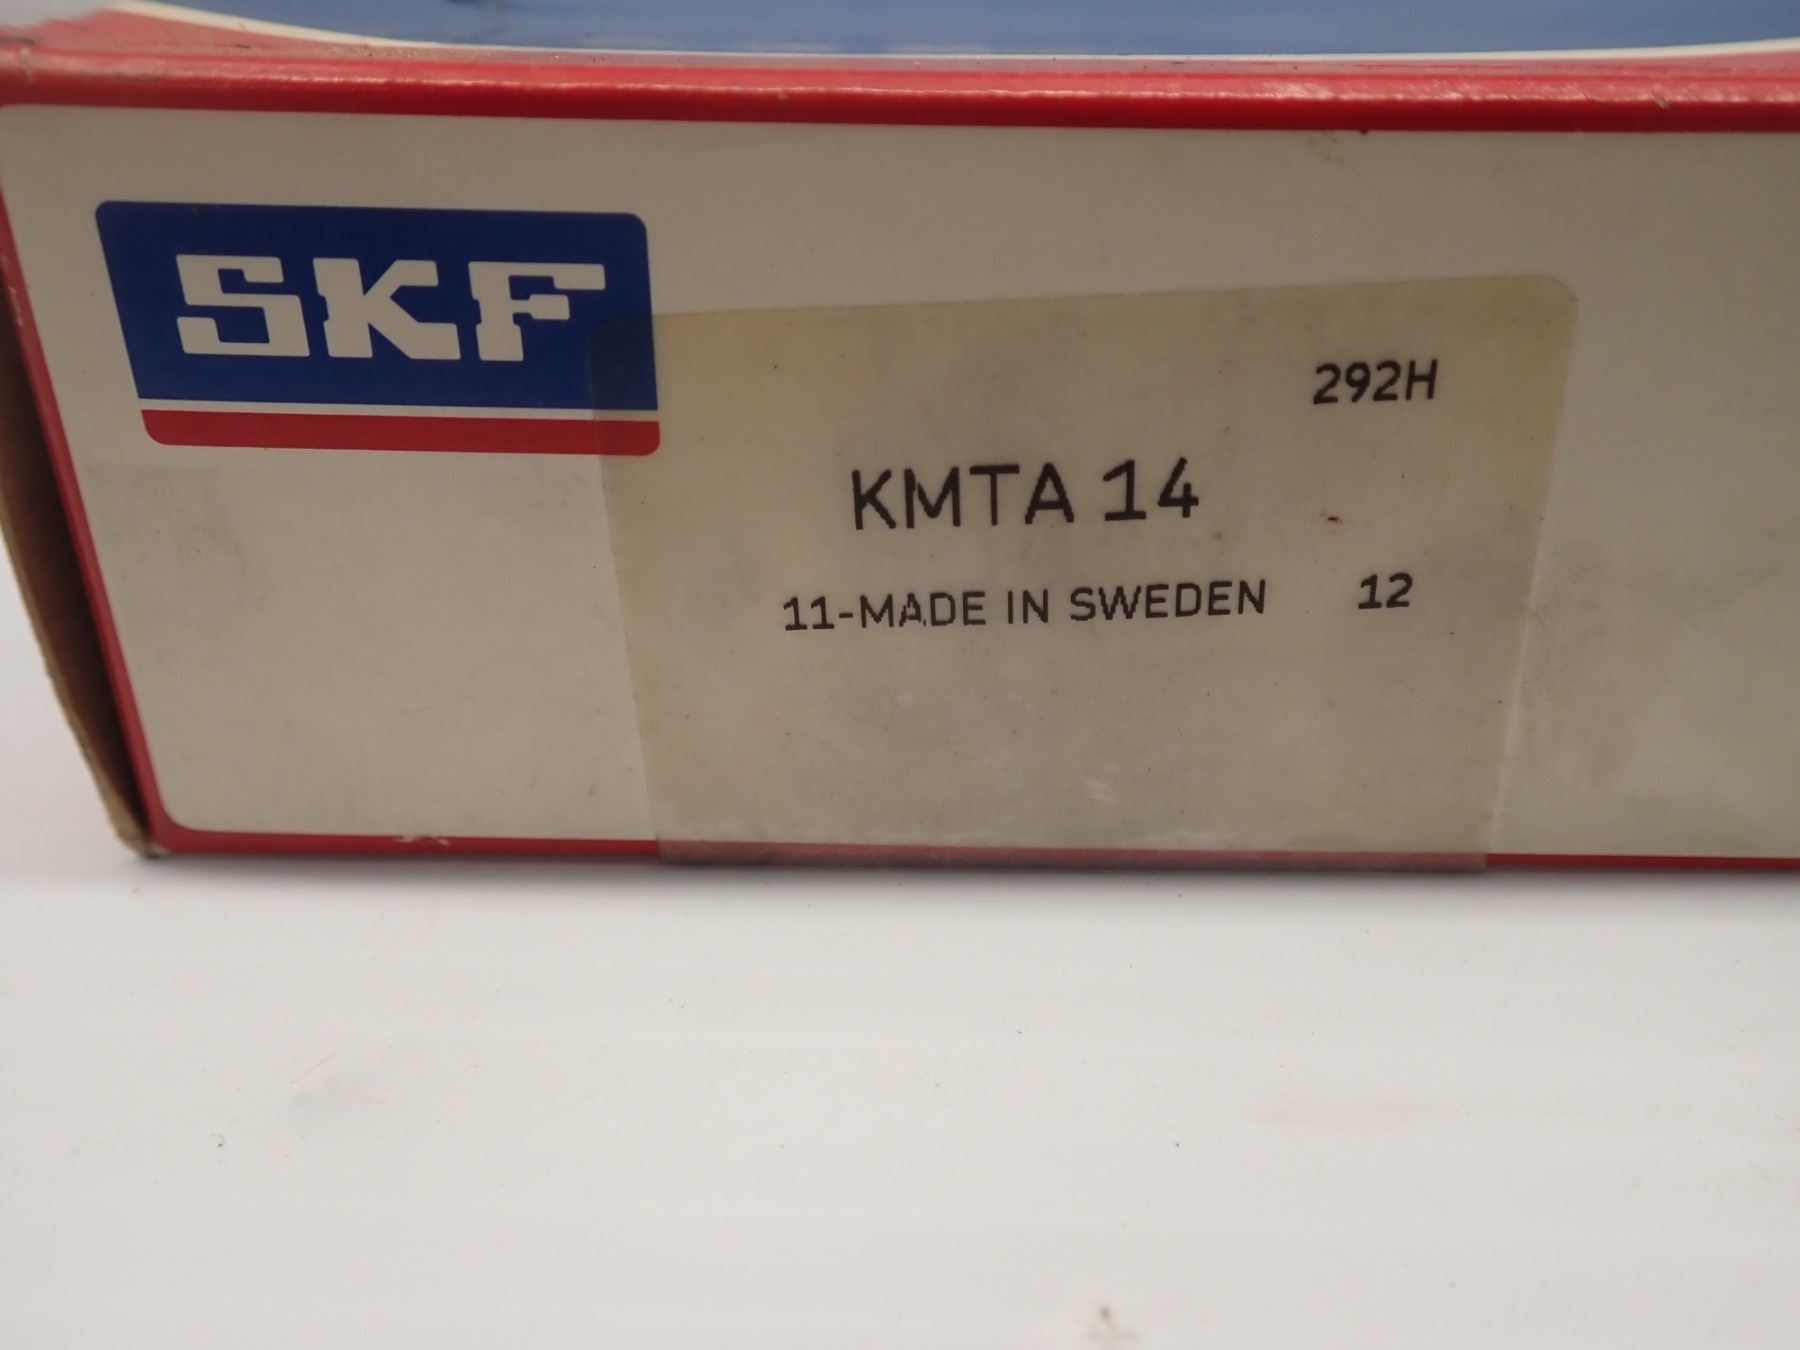 SKF
292H
KMTA 14
11-MADE IN SWEDEN 12